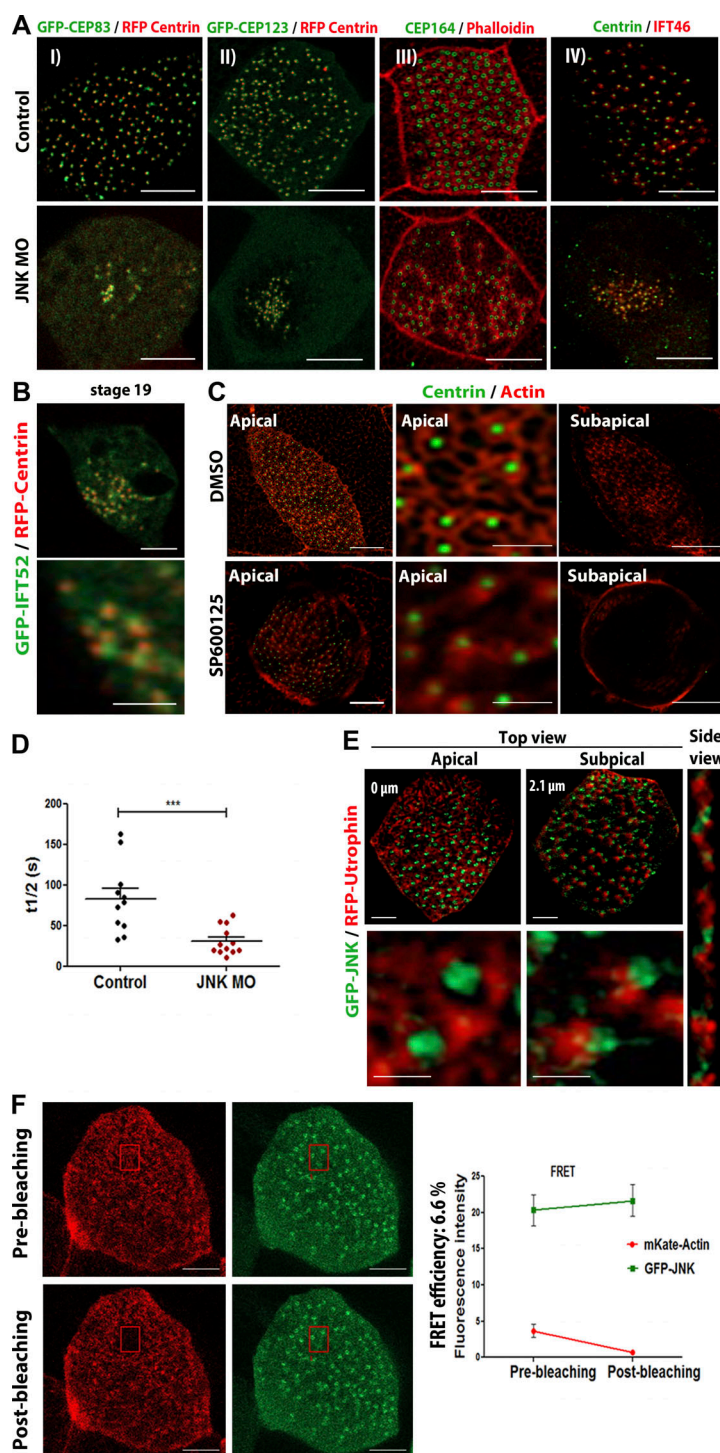 A
GFP-CEP83 / RFP Centrin
GFP-CEP123 / RFP Centrin
CEP164/Phalloidin
Centrin / IFT46
I)
II)
III)
IV)
Control
JNK MO
B
stage 19
GFP-IFT52 / RFP-Centrin
C
Centrin / Actin
Apical
Apical
Subapical
DMSO
Apical
Apical
Subapical
SP600125
D
***
t1/2 (s)
200
150
100
50
0
Control
JNK MO
E
Top view
Side view
Apical
Subpical
0 µm
2.1 µm
GFP-JNK / RFP-Utrophin
F
Pre-bleaching
Post-bleaching
FRET efficiency: 6.6 %
Fluorescence intensity
FRET
25
20
15
10
5
0
mKate-Actin
GFP-JNK
Pre-bleaching
Post-bleaching